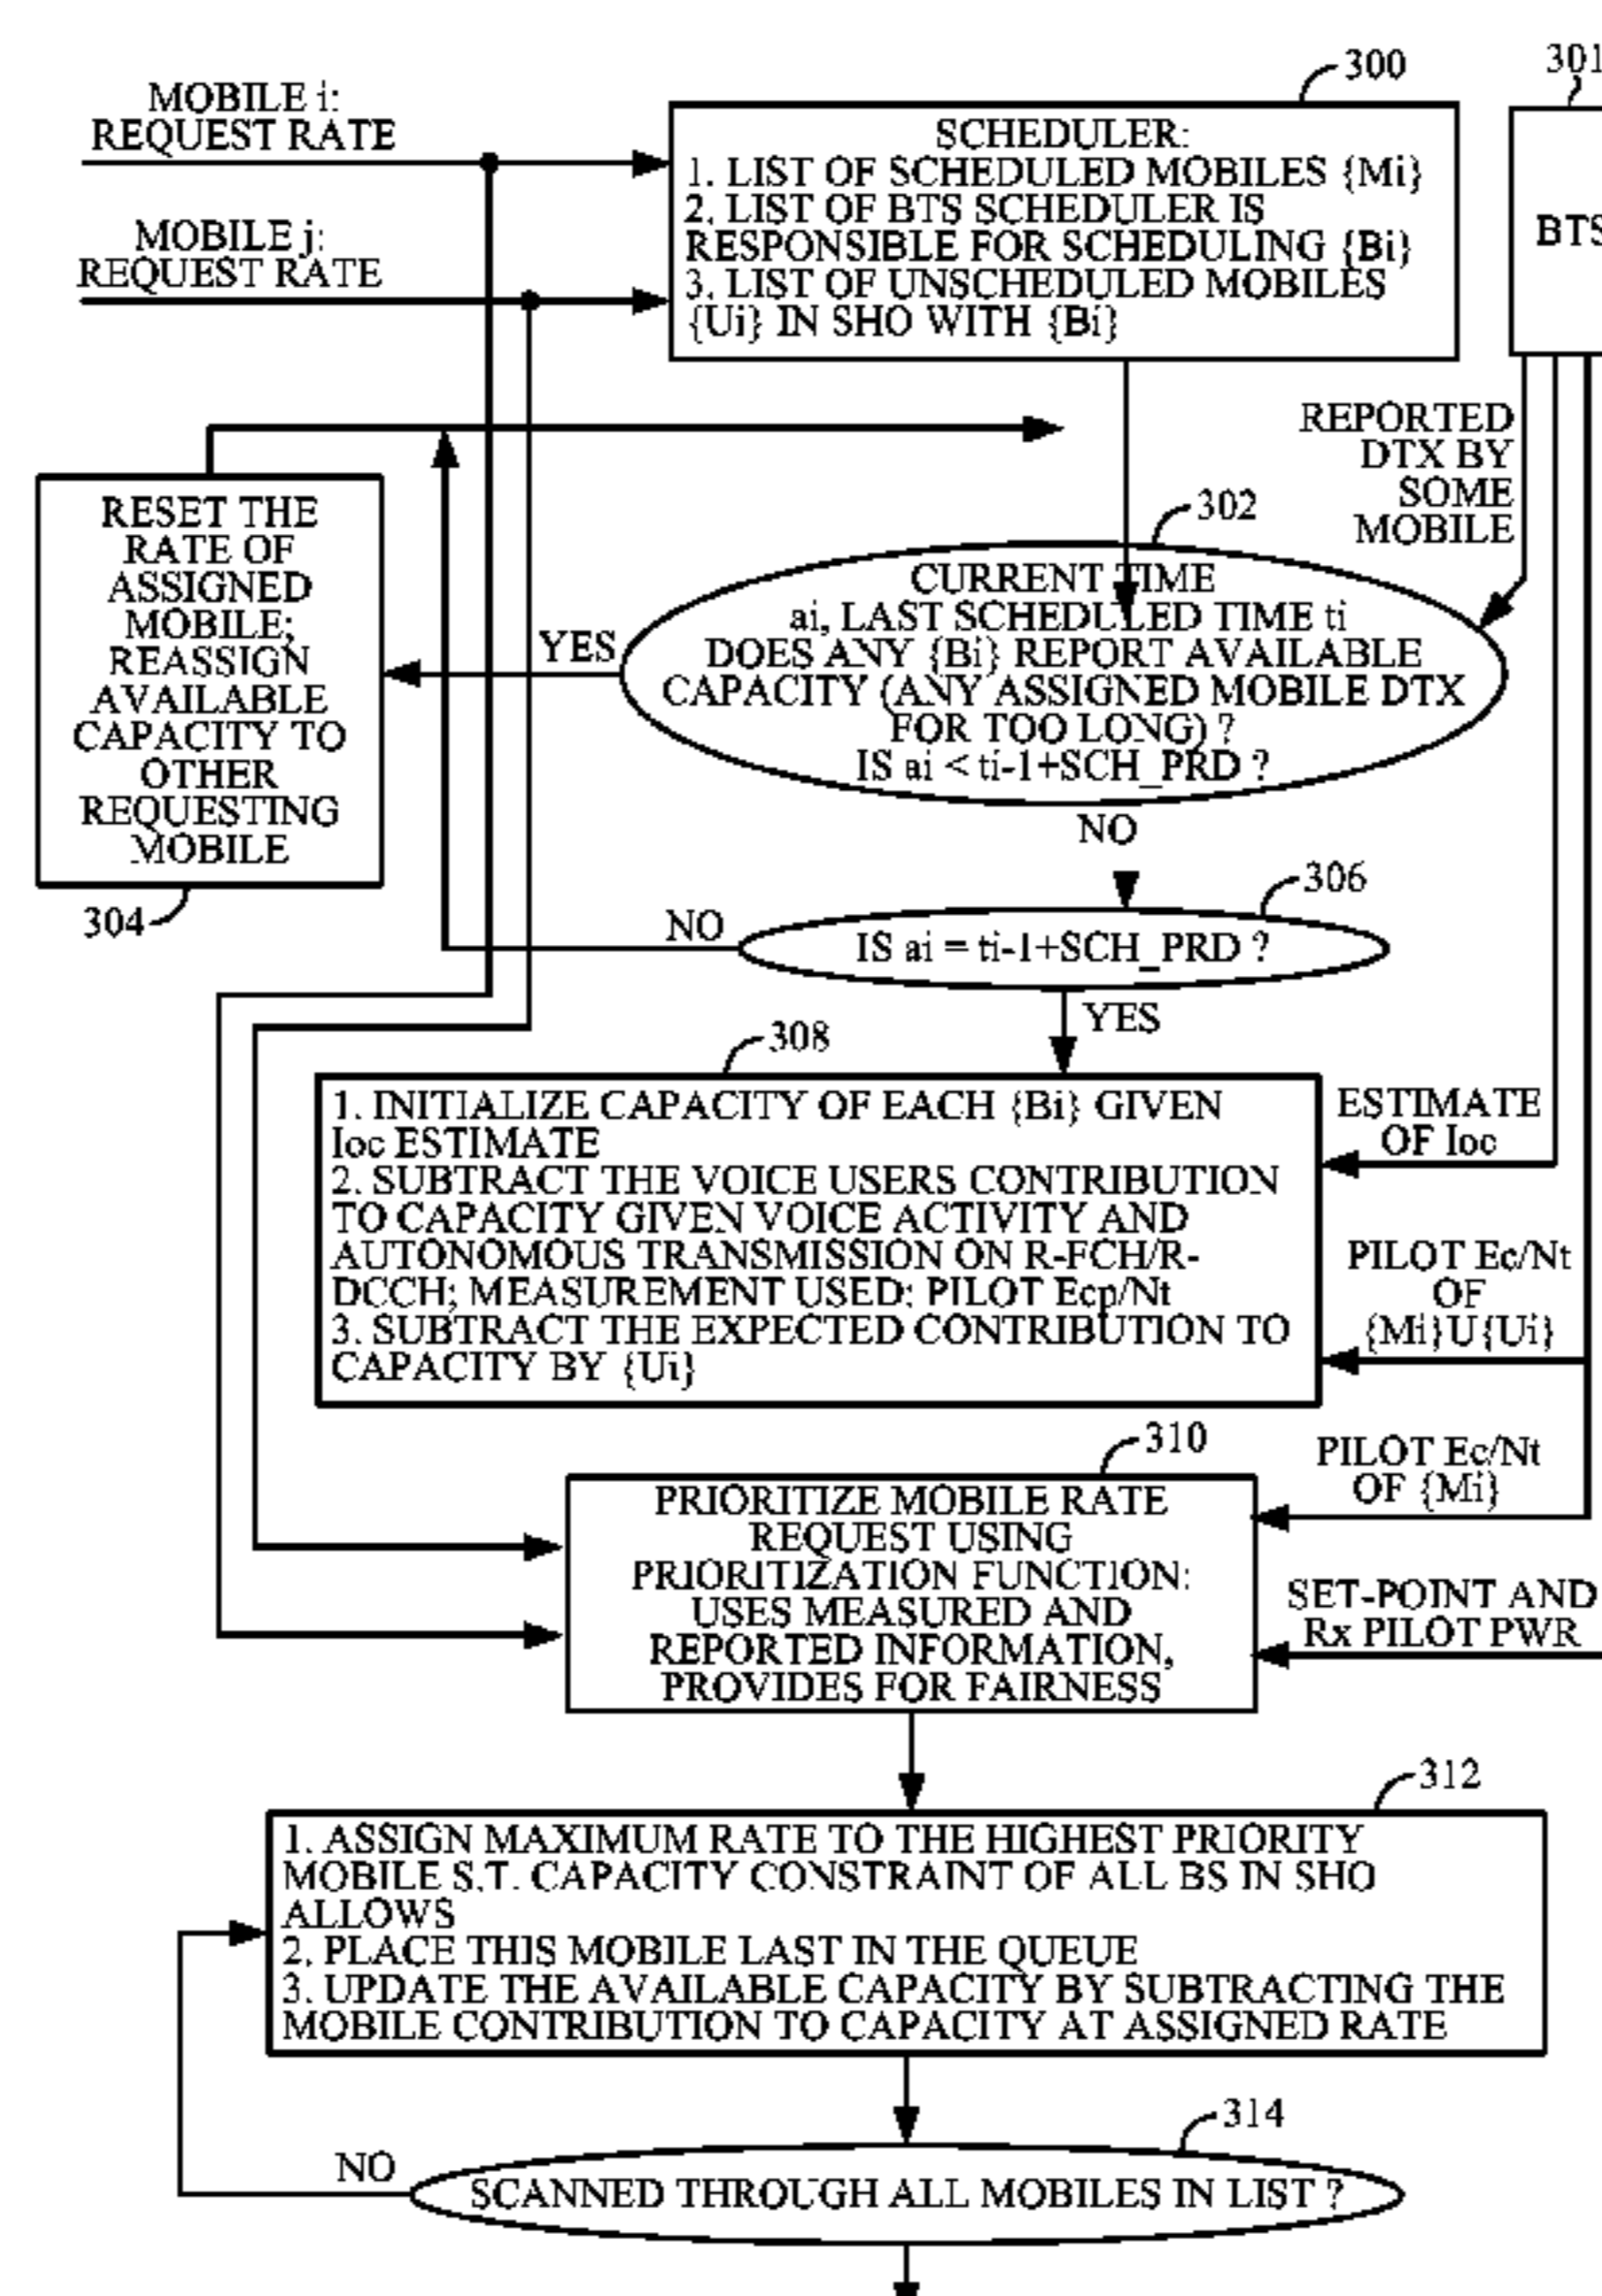 300
301
MOBILE i:
REQUEST RATE
MOBILE j:
REQUEST RATE
SCHEDULER:
1. LIST OF SCHEDULED MOBILES {Mi}
2. LIST OF BTS SCHEDULER IS
RESPONSIBLE FOR SCHEDULING {Bi}
3. LIST OF UNSCHEDULED MOBILES
{Ui} IN SHO WITH {Bi}
BTS
REPORTED
DTX BY
SOME
MOBILE
302
CURRENT TIME
ai, LAST SCHEDULED TIME ti
DOES ANY {Bi} REPORT AVAILABLE
CAPACITY (ANY ASSIGNED MOBILE DTX
FOR TOO LONG) ?
IS ai < ti-1+SCH_PRD ?
YES
RESET THE
RATE OF
ASSIGNED
MOBILE;
REASSIGN
AVAILABLE
CAPACITY TO
OTHER
REQUESTING
MOBILE
304
NO
306
IS ai = ti-1+SCH_PRD ?
NO
YES
308
1. INITIALIZE CAPACITY OF EACH {Bi} GIVEN
Ioc ESTIMATE
2. SUBTRACT THE VOICE USERS CONTRIBUTION
TO CAPACITY GIVEN VOICE ACTIVITY AND
AUTONOMOUS TRANSMISSION ON R-FCH/R-
DCCH; MEASUREMENT USED: PILOT Ecp/Nt
3. SUBTRACT THE EXPECTED CONTRIBUTION TO
CAPACITY BY {Ui}
ESTIMATE
OF Ioc
PILOT Ec/Nt
OF
{Mi}U{Ui}
310
PRIORITIZE MOBILE RATE
REQUEST USING
PRIORITIZATION FUNCTION:
USES MEASURED AND
REPORTED INFORMATION,
PROVIDES FOR FAIRNESS
PILOT Ec/Nt
OF {Mi}
SET-POINT AND
Rx PILOT PWR
312
1. ASSIGN MAXIMUM RATE TO THE HIGHEST PRIORITY
MOBILE S.T. CAPACITY CONSTRAINT OF ALL BS IN SHO
ALLOWS
2. PLACE THIS MOBILE LAST IN THE QUEUE
3. UPDATE THE AVAILABLE CAPACITY BY SUBTRACTING THE
MOBILE CONTRIBUTION TO CAPACITY AT ASSIGNED RATE
314
NO
SCANNED THROUGH ALL MOBILES IN LIST ?